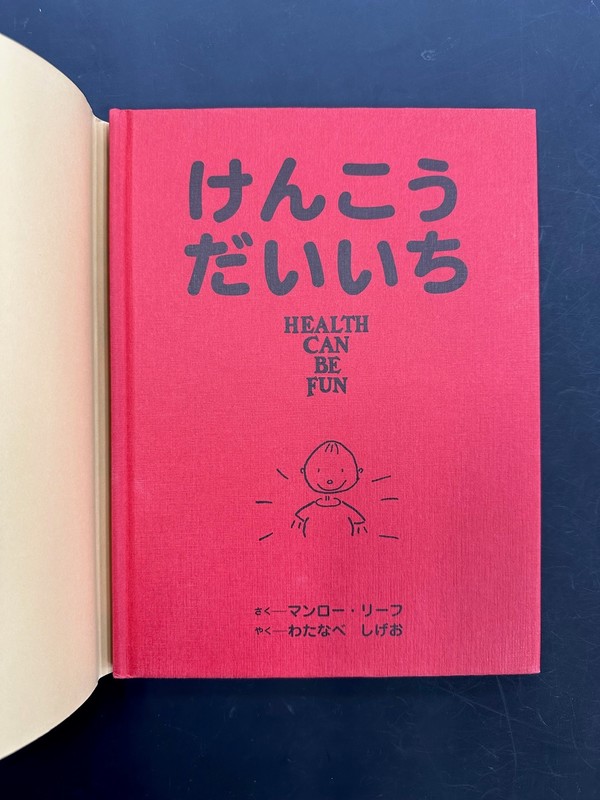 けんこう
だいいち
HEALTH
CAN
BE
FUN
さく―マンロー・リーフ
やく―わたなべ　しげお